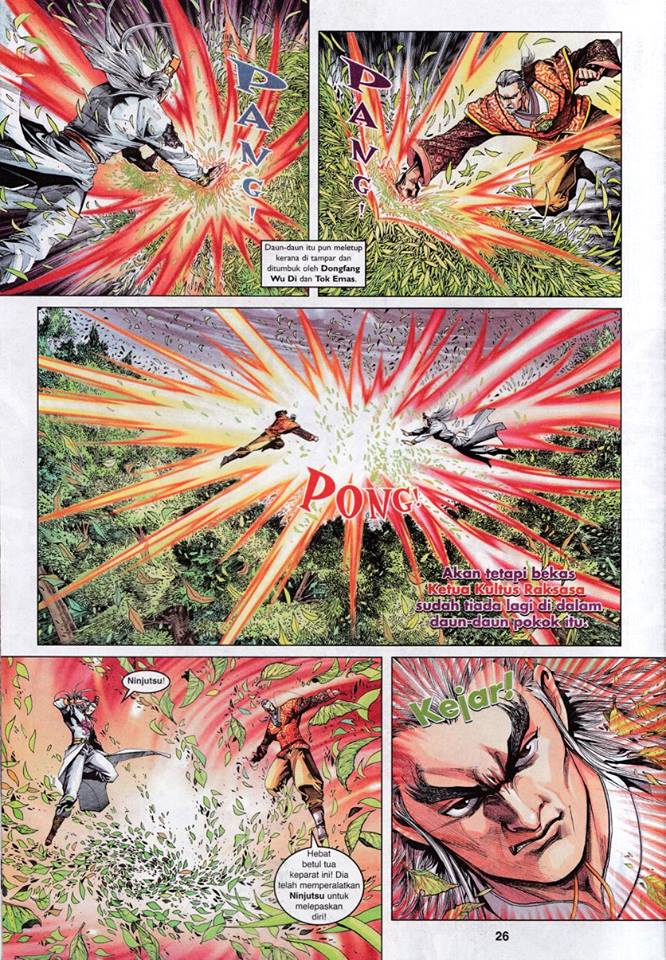 PANG!
PANG!
Daun-daun itu pun meletup
kerana di tampar dan
ditumbuk oleh Dongfang
Wu Di dan Tok Emas.
PONG!
Akan tetapi bekas
Ketua Kultus Raksasa
sudah tiada lagi di dalam
daun-daun pokok itu.
Ninjutsu!
Hebat
betul tua
keparat ini! Dia
telah memperalatkan
Ninjutsu untuk
melepaskan
diri!
Kejar!
26